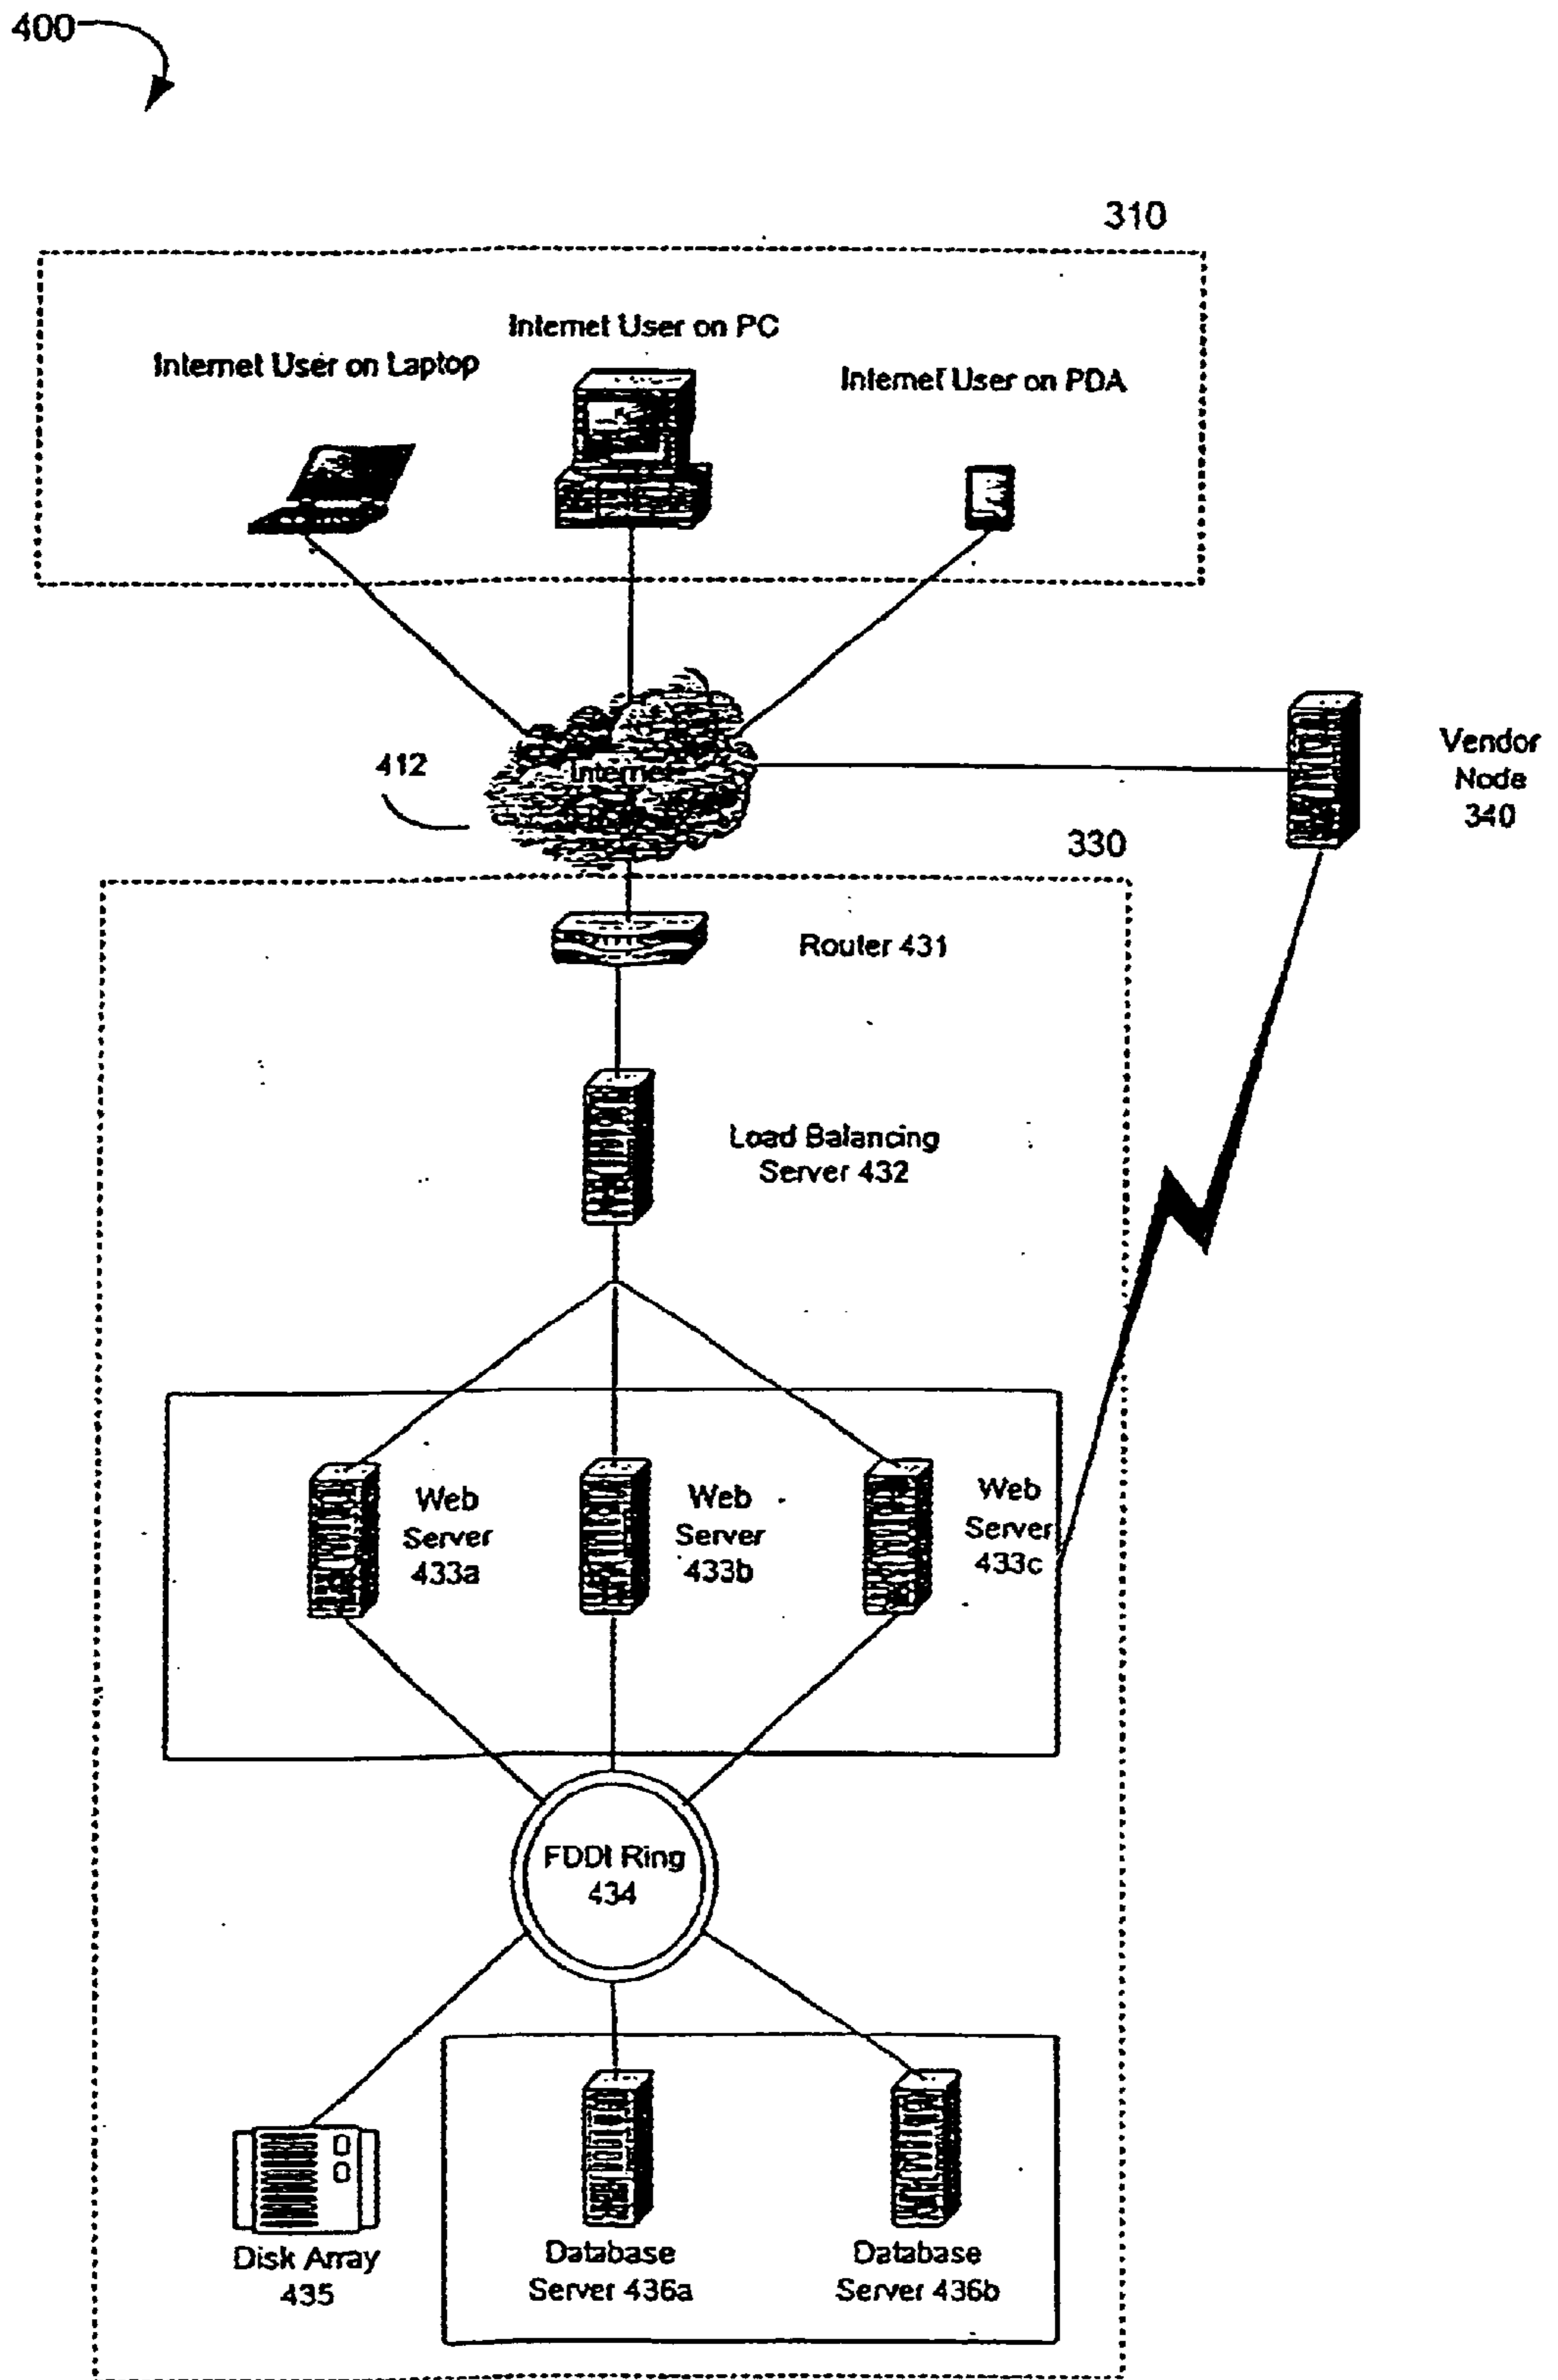 400
310
Internet User on PC
Internet User on Laptop
Internet User on PDA
Internet
412
Vendor
Node
340
330
Router 431
Load Balancing
Server 432
Web
Server
433a
Web
Server
433b
Web
Server
433c
FDDI Ring
434
Disk Array
435
Database
Server 436a
Database
Server 436b